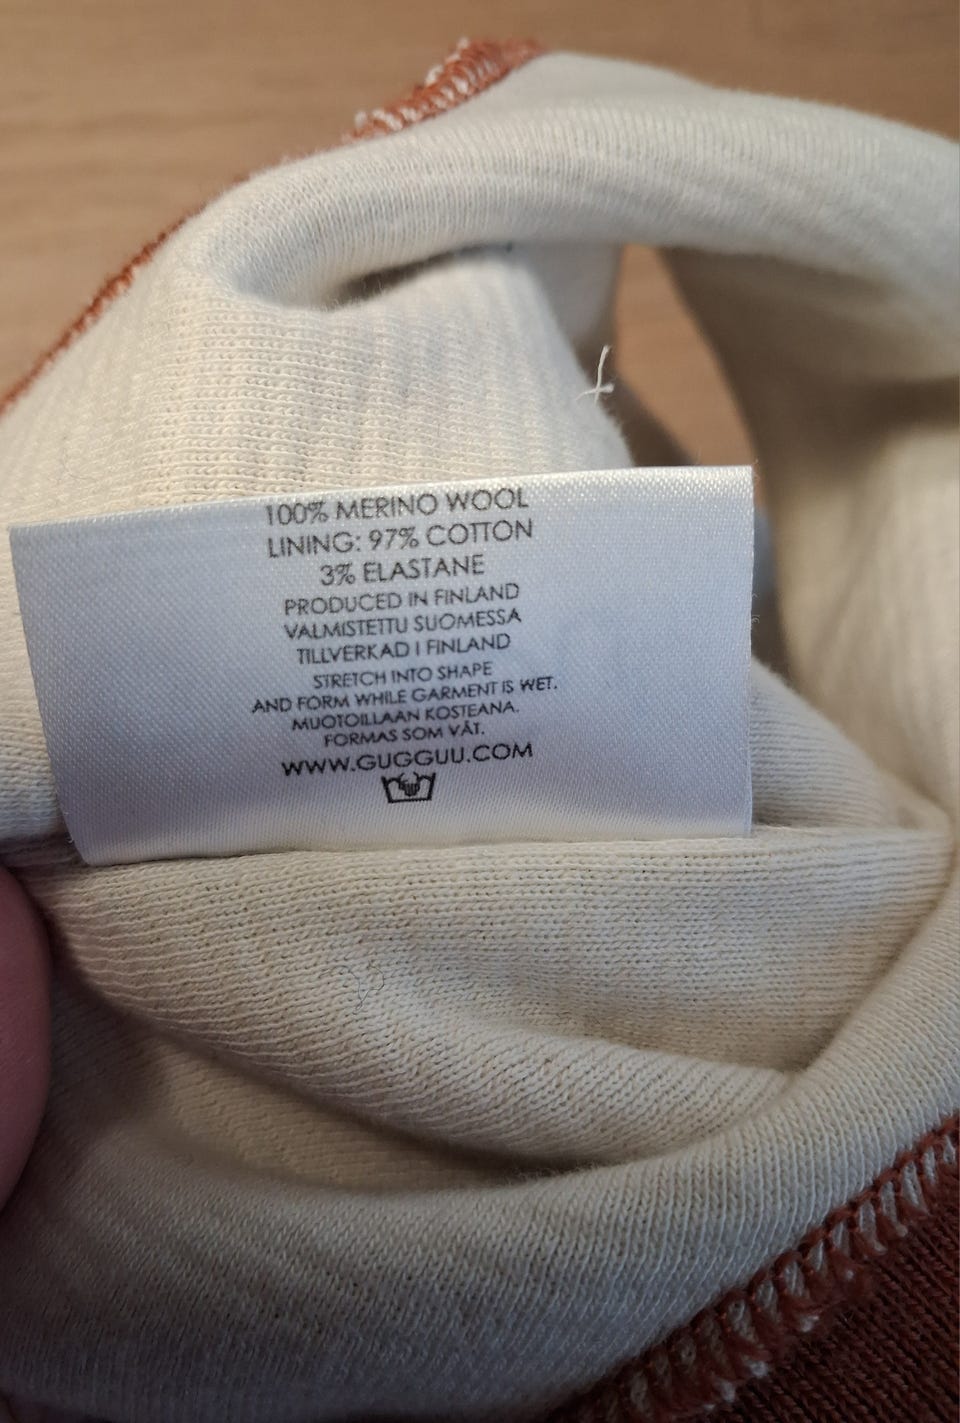 100% MERINO WOOL
LINING: 97% COTTON
3% ELASTANE
PRODUCED IN FINLAND
VALMISTETTU SUOMESSA
TILLVERKAD I FINLAND
STRETCH INTO SHAPE
AND FORM WHILE GARMENT IS WET.
MUOTOILLAAN KOSTEANA.
FORMAS SOM VÅT.
WWW.GUGGUU.COM